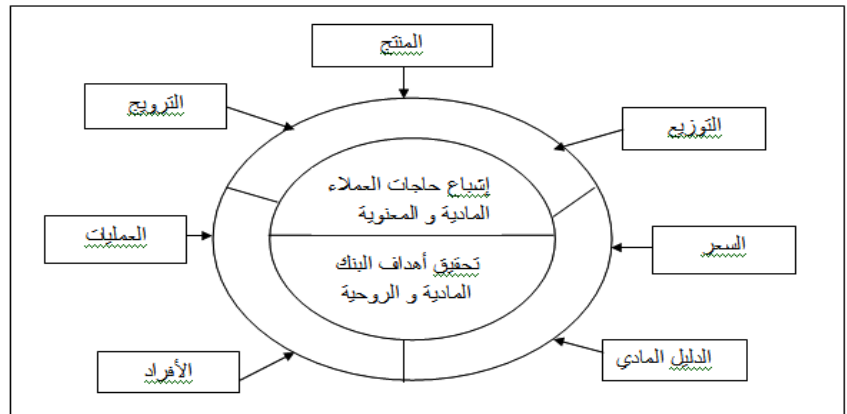 المنتج
الترويج
التوزيع
إشباع حاجات العملاء
المادية و المعنوية
العمليات
السعر
تحقيق أهداف البنك
المادية و الروحية
الدليل المادي
الأفراد